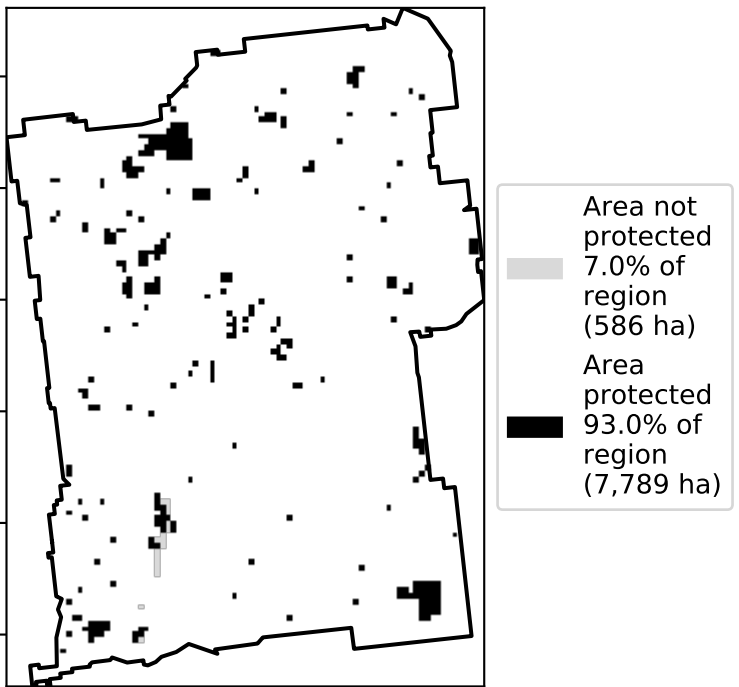 Area not
protected
7.0% of
region
(586 ha)
Area
protected
93.0% of
region
(7,789 ha)